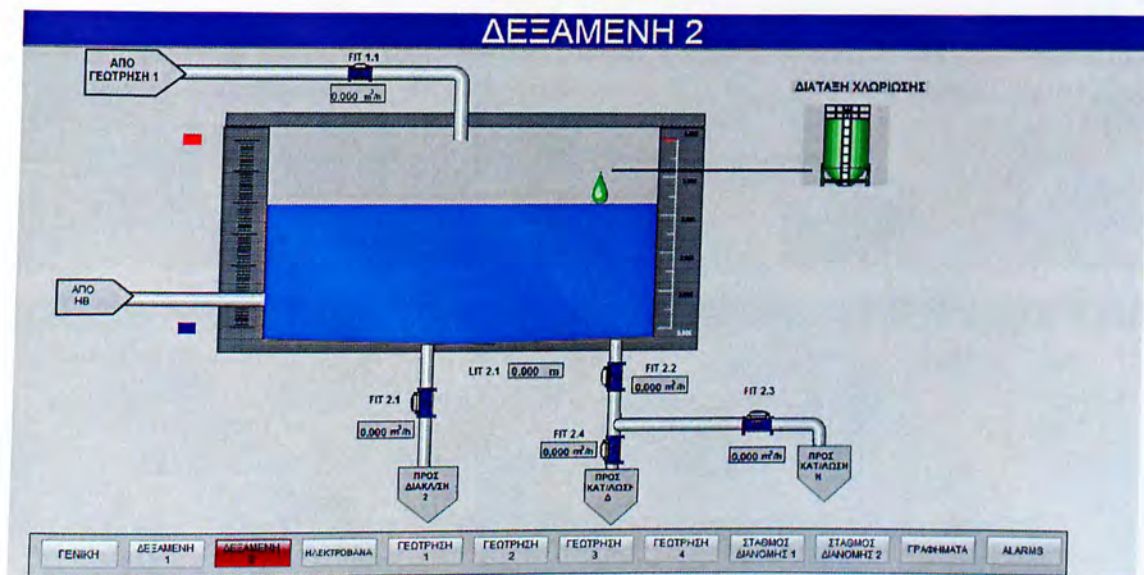 ΔΕΞΑΜΕΝΗ 2
ΑΠΟ
ΓΕΩΤΡΗΣΗ 1
FIT 1.1
0,000 m³/h
ΔΙΑΤΑΞΗ ΧΛΩΡΙΩΣΗΣ
ΑΠΟ
ΗΒ
LIT 2.1 0,000 m
FIT 2.1
0,000 m³/h
FIT 2.2
0,000 m³/h
FIT 2.3
0,000 m³/h
FIT 2.4
0,000 m³/h
ΠΡΟΣ
ΔΙΑΚΛ/ΣΗ
2
ΠΡΟΣ
ΚΑΤ/ΛΩΣΗ
Δ
ΠΡΟΣ
ΚΑΤ/ΛΩΣΗ
Η
ΓΕΝΙΚΗ
ΔΕΞΑΜΕΝΗ
1
ΔΕΞΑΜΕΝΗ
2
ΗΛΕΚΤΡΟΒΑΝΑ
ΓΕΩΤΡΗΣΗ
1
ΓΕΩΤΡΗΣΗ
2
ΓΕΩΤΡΗΣΗ
3
ΓΕΩΤΡΗΣΗ
4
ΣΤΑΘΜΟΣ
ΔΙΑΝΟΜΗΣ 1
ΣΤΑΘΜΟΣ
ΔΙΑΝΟΜΗΣ 2
ΓΡΑΦΗΜΑΤΑ
ALARMS